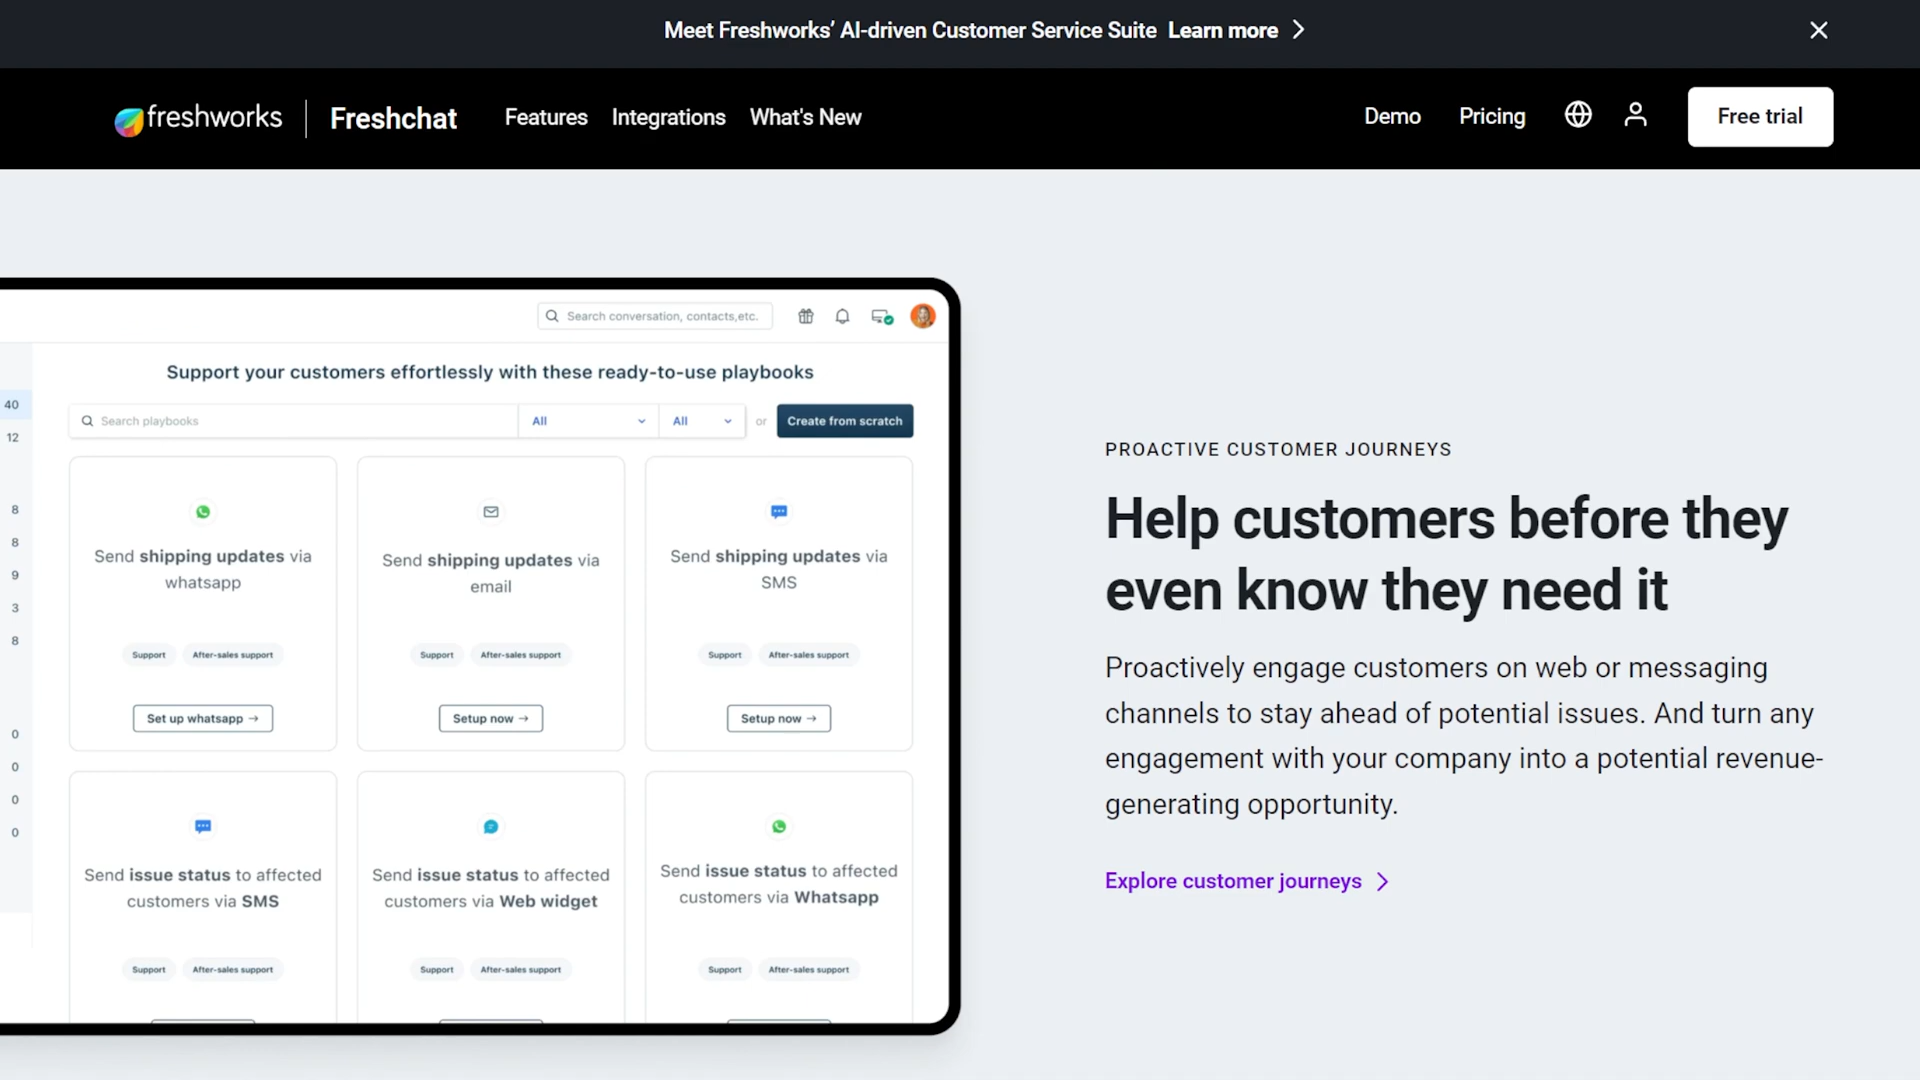 Meet Freshworks’ AI-driven Customer Service Suite Learn more
freshworks
Freshchat
Features
Integrations
What's New
Demo
Pricing
Free trial
Search conversation, contacts,etc.
Support your customers effortlessly with these ready-to-use playbooks
Search playbooks
All
All
or
Create from scratch
40
12
8
8
9
3
8
0
0
0
0
Send shipping updates via
whatsapp
Support
After-sales support
Set up whatsapp →
Send shipping updates via
email
Support
After-sales support
Setup now →
Send shipping updates via
SMS
Support
After-sales support
Setup now →
Send issue status to affected
customers via SMS
Support
After-sales support
Send issue status to affected
customers via Web widget
Support
After-sales support
Send issue status to affected
customers via Whatsapp
Support
After-sales support
PROACTIVE CUSTOMER JOURNEYS
Help customers before they
even know they need it
Proactively engage customers on web or messaging
channels to stay ahead of potential issues. And turn any
engagement with your company into a potential revenue-
generating opportunity.
Explore customer journeys